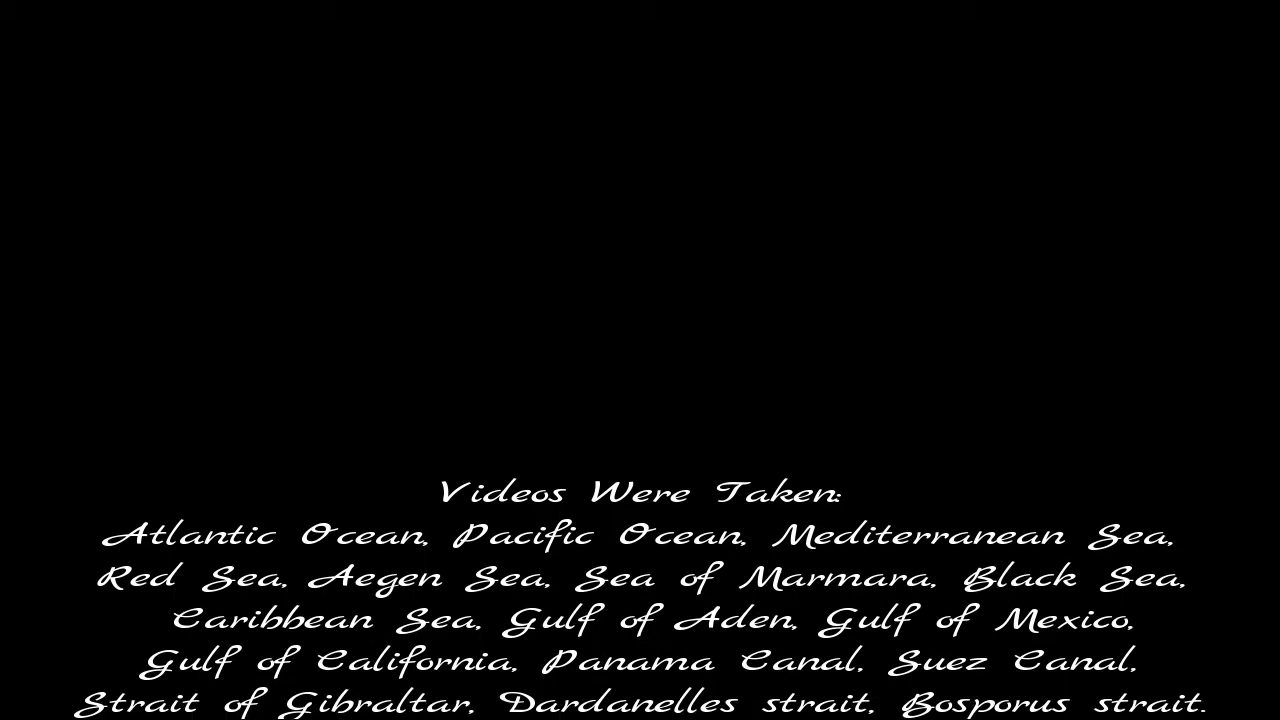 Videos Were Taken:
Atlantic Ocean, Pacific Ocean, Mediterranean Sea,
Red Sea, Aegen Sea, Sea of Marmara, Black Sea,
Caribbean Sea, Gulf of Aden, Gulf of Mexico,
Gulf of California, Panama Canal, Suez Canal,
Strait of Gibraltar, Dardanelles strait, Bosporus strait.